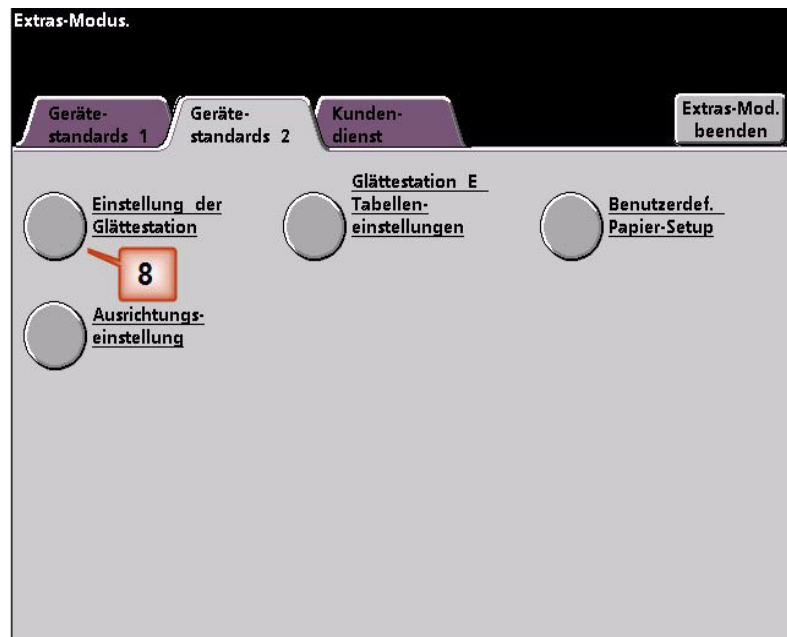 Extras-Modus.
Geräte-
standards 1
Geräte-
standards 2
Kunden-
dienst
Extras-Mod.
beenden
Einstellung der
Glättestation
8
Glättestation E
Tabellen-
einstellungen
Benutzerdef.
Papier-Setup
Ausrichtungs-
einstellung